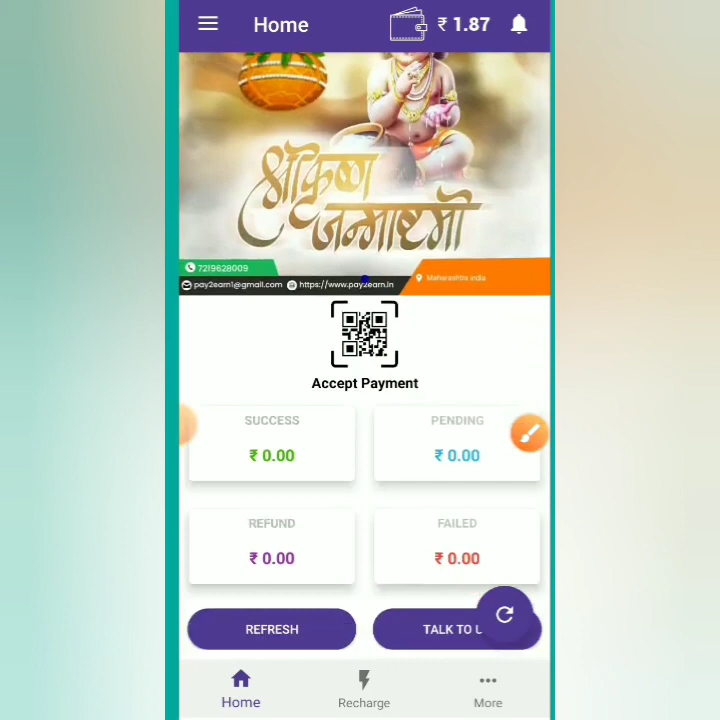 Home
₹ 1.87
श्रीकृष्ण
जन्माष्टमी
7219628009
pay2earn1@gmail.com
https://www.pay2earn.in
Maharashtra india
Accept Payment
SUCCESS
PENDING
₹ 0.00
₹ 0.00
REFUND
FAILED
₹ 0.00
₹ 0.00
REFRESH
TALK TO U
Home
Recharge
More